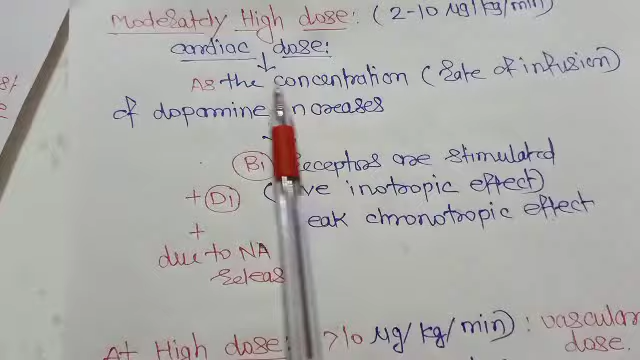 Moderately High dose: (2-10 μg/kg/min)
cardiac dose:
↓
As the concentration (rate of infusion)
of dopamine increases
B1 Receptors are stimulated
+ D1 (+ve inotropic effect)
+ weak chronotropic effect
due to NA
release
At High dose: >10 μg/kg/min): vascular
dose.